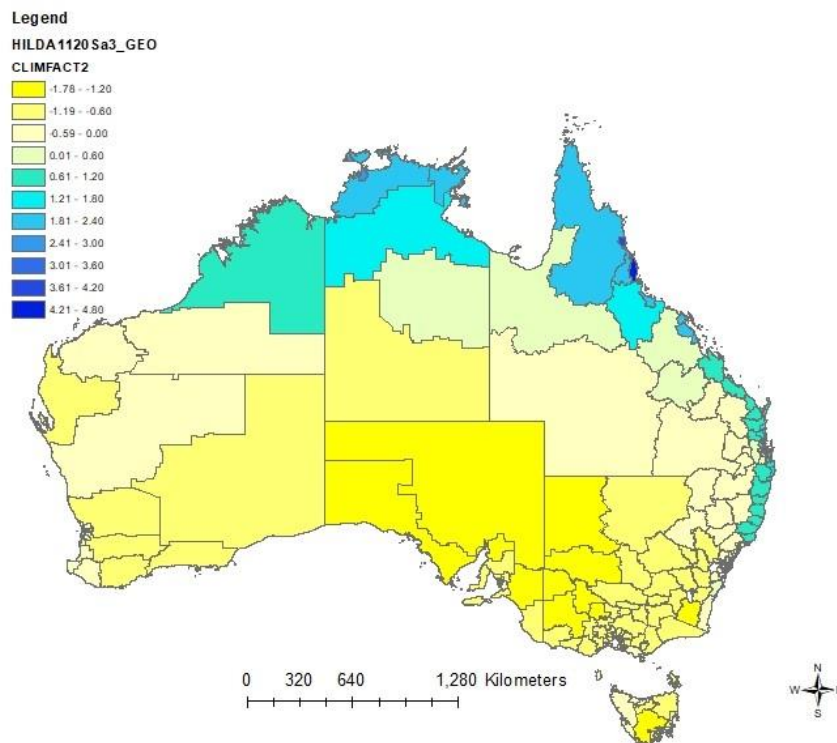 Legend
HILDA1120Sa3_GEO
CLIMFACT2
-1.78 - -1.20
-1.19 - -0.60
-0.59 - 0.00
0.01 - 0.60
0.61 - 1.20
1.21 - 1.80
1.81 - 2.40
2.41 - 3.00
3.01 - 3.60
3.61 - 4.20
4.21 - 4.80
0 320 640 1,280 Kilometers
N
W
S